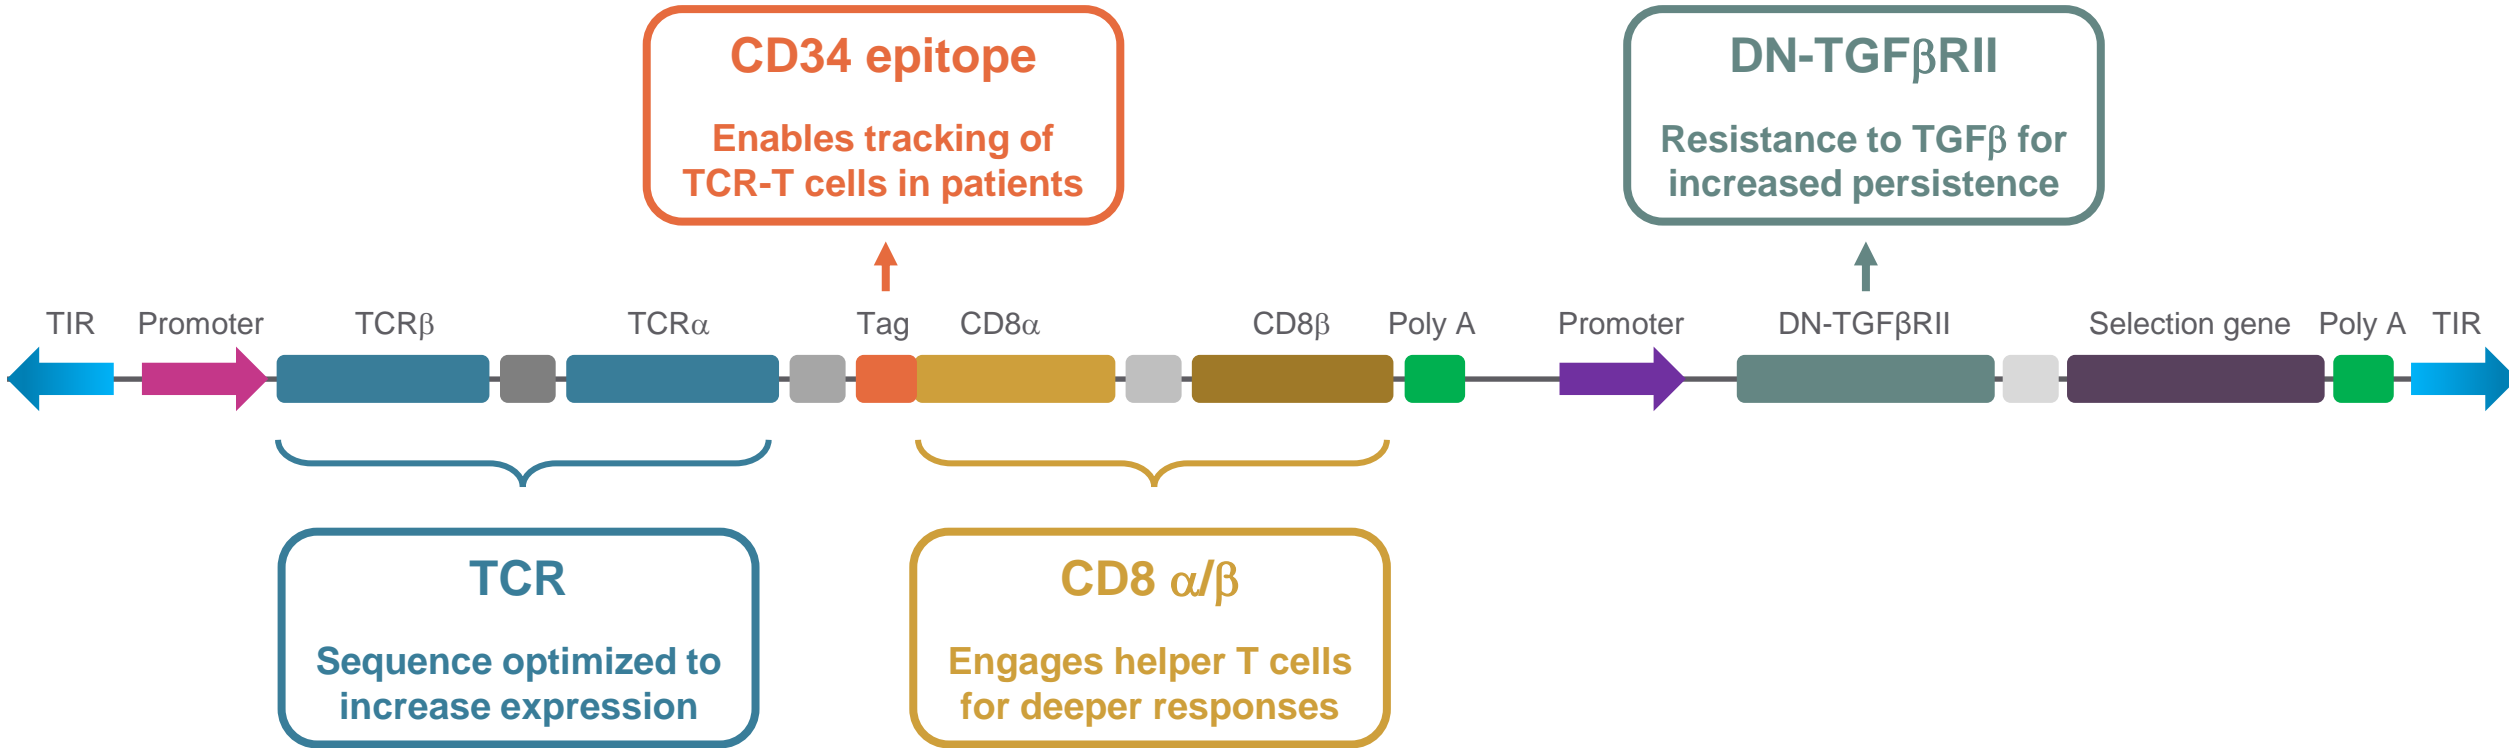 CD34 epitope
Enables tracking of
TCR-T cells in patients
DN-TGFβRII
Resistance to TGFβ for
increased persistence
TIR
Promoter
TCRβ
TCRα
Tag
CD8α
CD8β
Poly A
Promoter
DN-TGFβRII
Selection gene
Poly A
TIR
TCR
Sequence optimized to
increase expression
CD8 α/β
Engages helper T cells
for deeper responses